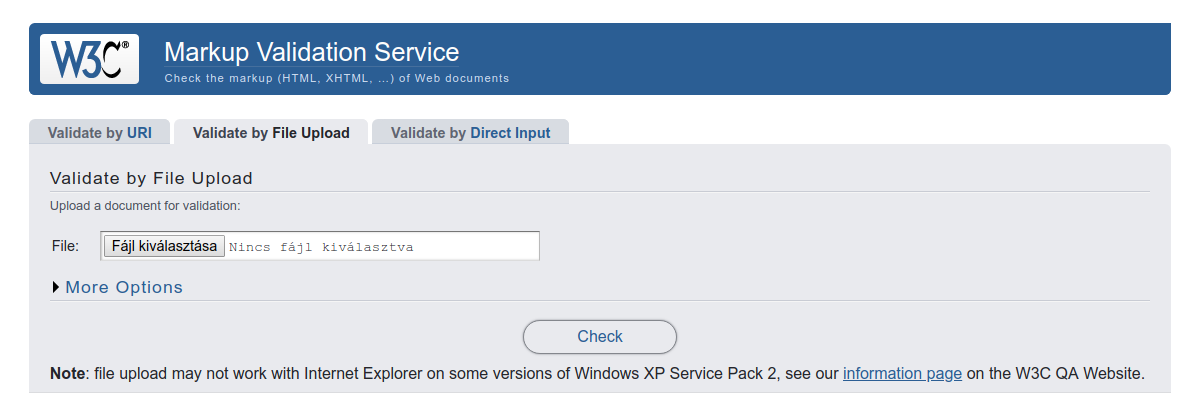 W3C®
Markup Validation Service
Check the markup (HTML, XHTML, …) of Web documents
Validate by URI
Validate by File Upload
Validate by Direct Input
Validate by File Upload
Upload a document for validation:
File: Fájl kiválasztása Nincs fájl kiválasztva
More Options
Check
Note: file upload may not work with Internet Explorer on some versions of Windows XP Service Pack 2, see our information page on the W3C QA Website.